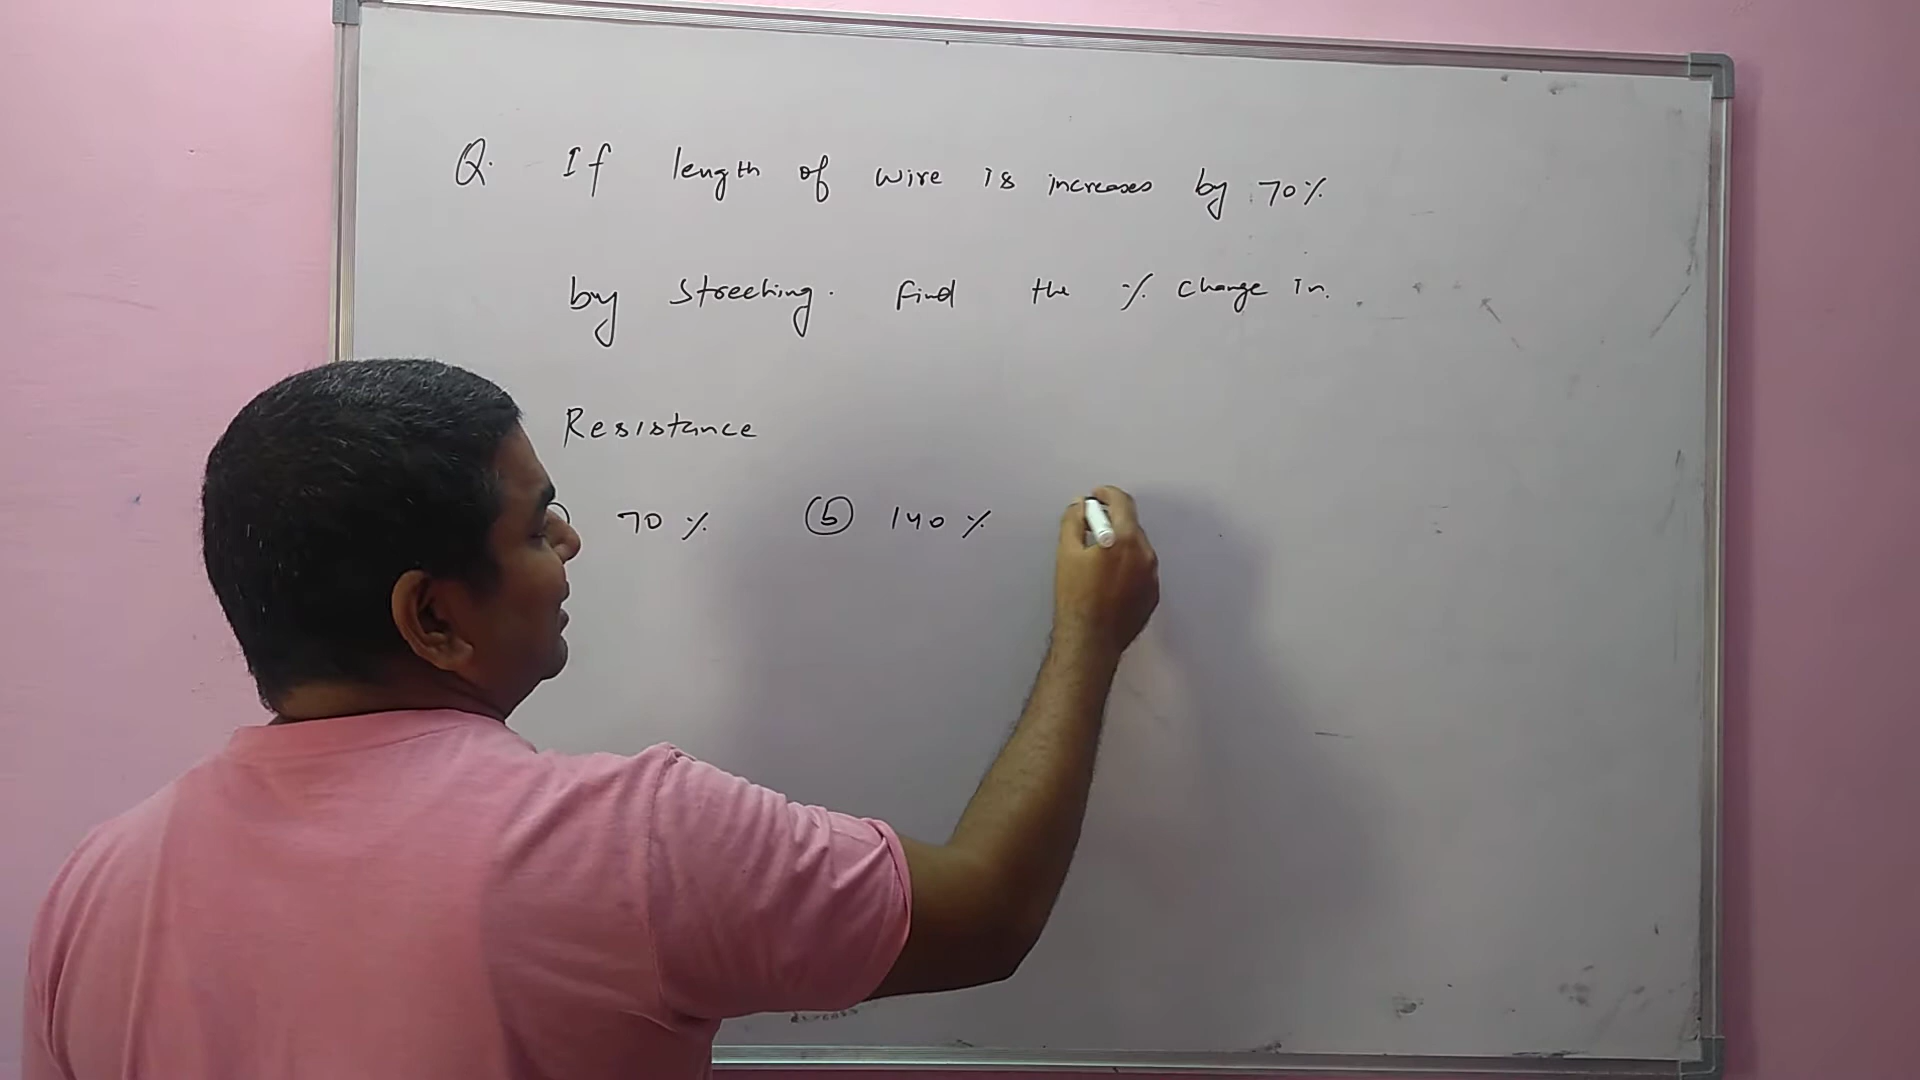 Q. If length of wire is increases by 70%
by Streching. Find the % change in.
Resistance
70 % (b) 140 %